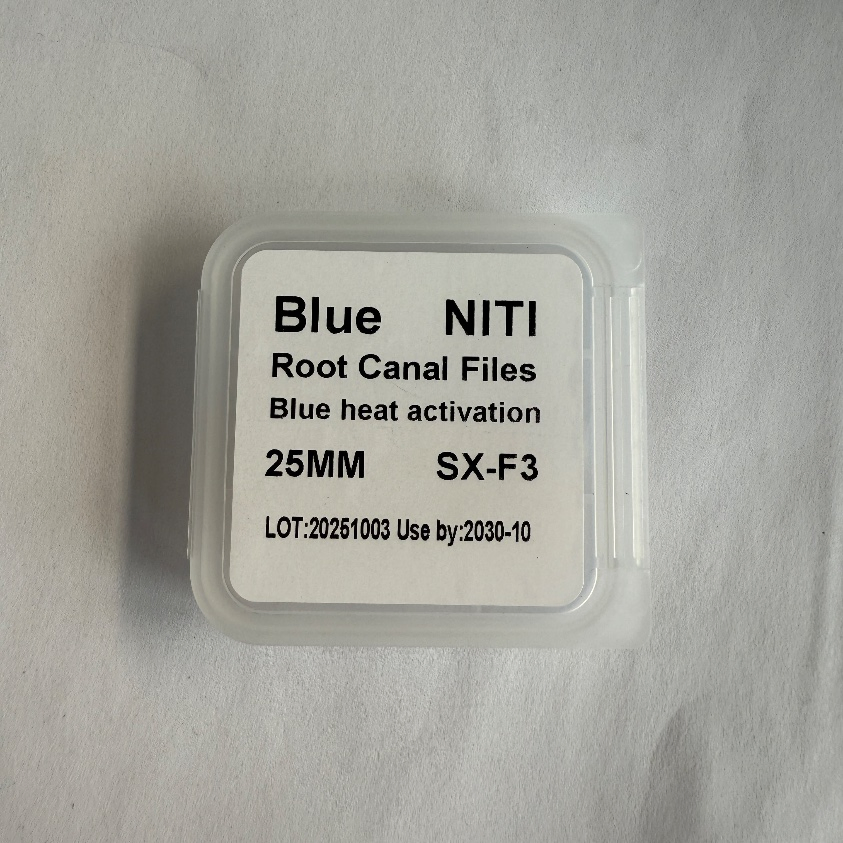 Blue NITI
Root Canal Files
Blue heat activation
25MM SX-F3
LOT:20251003 Use by:2030-10